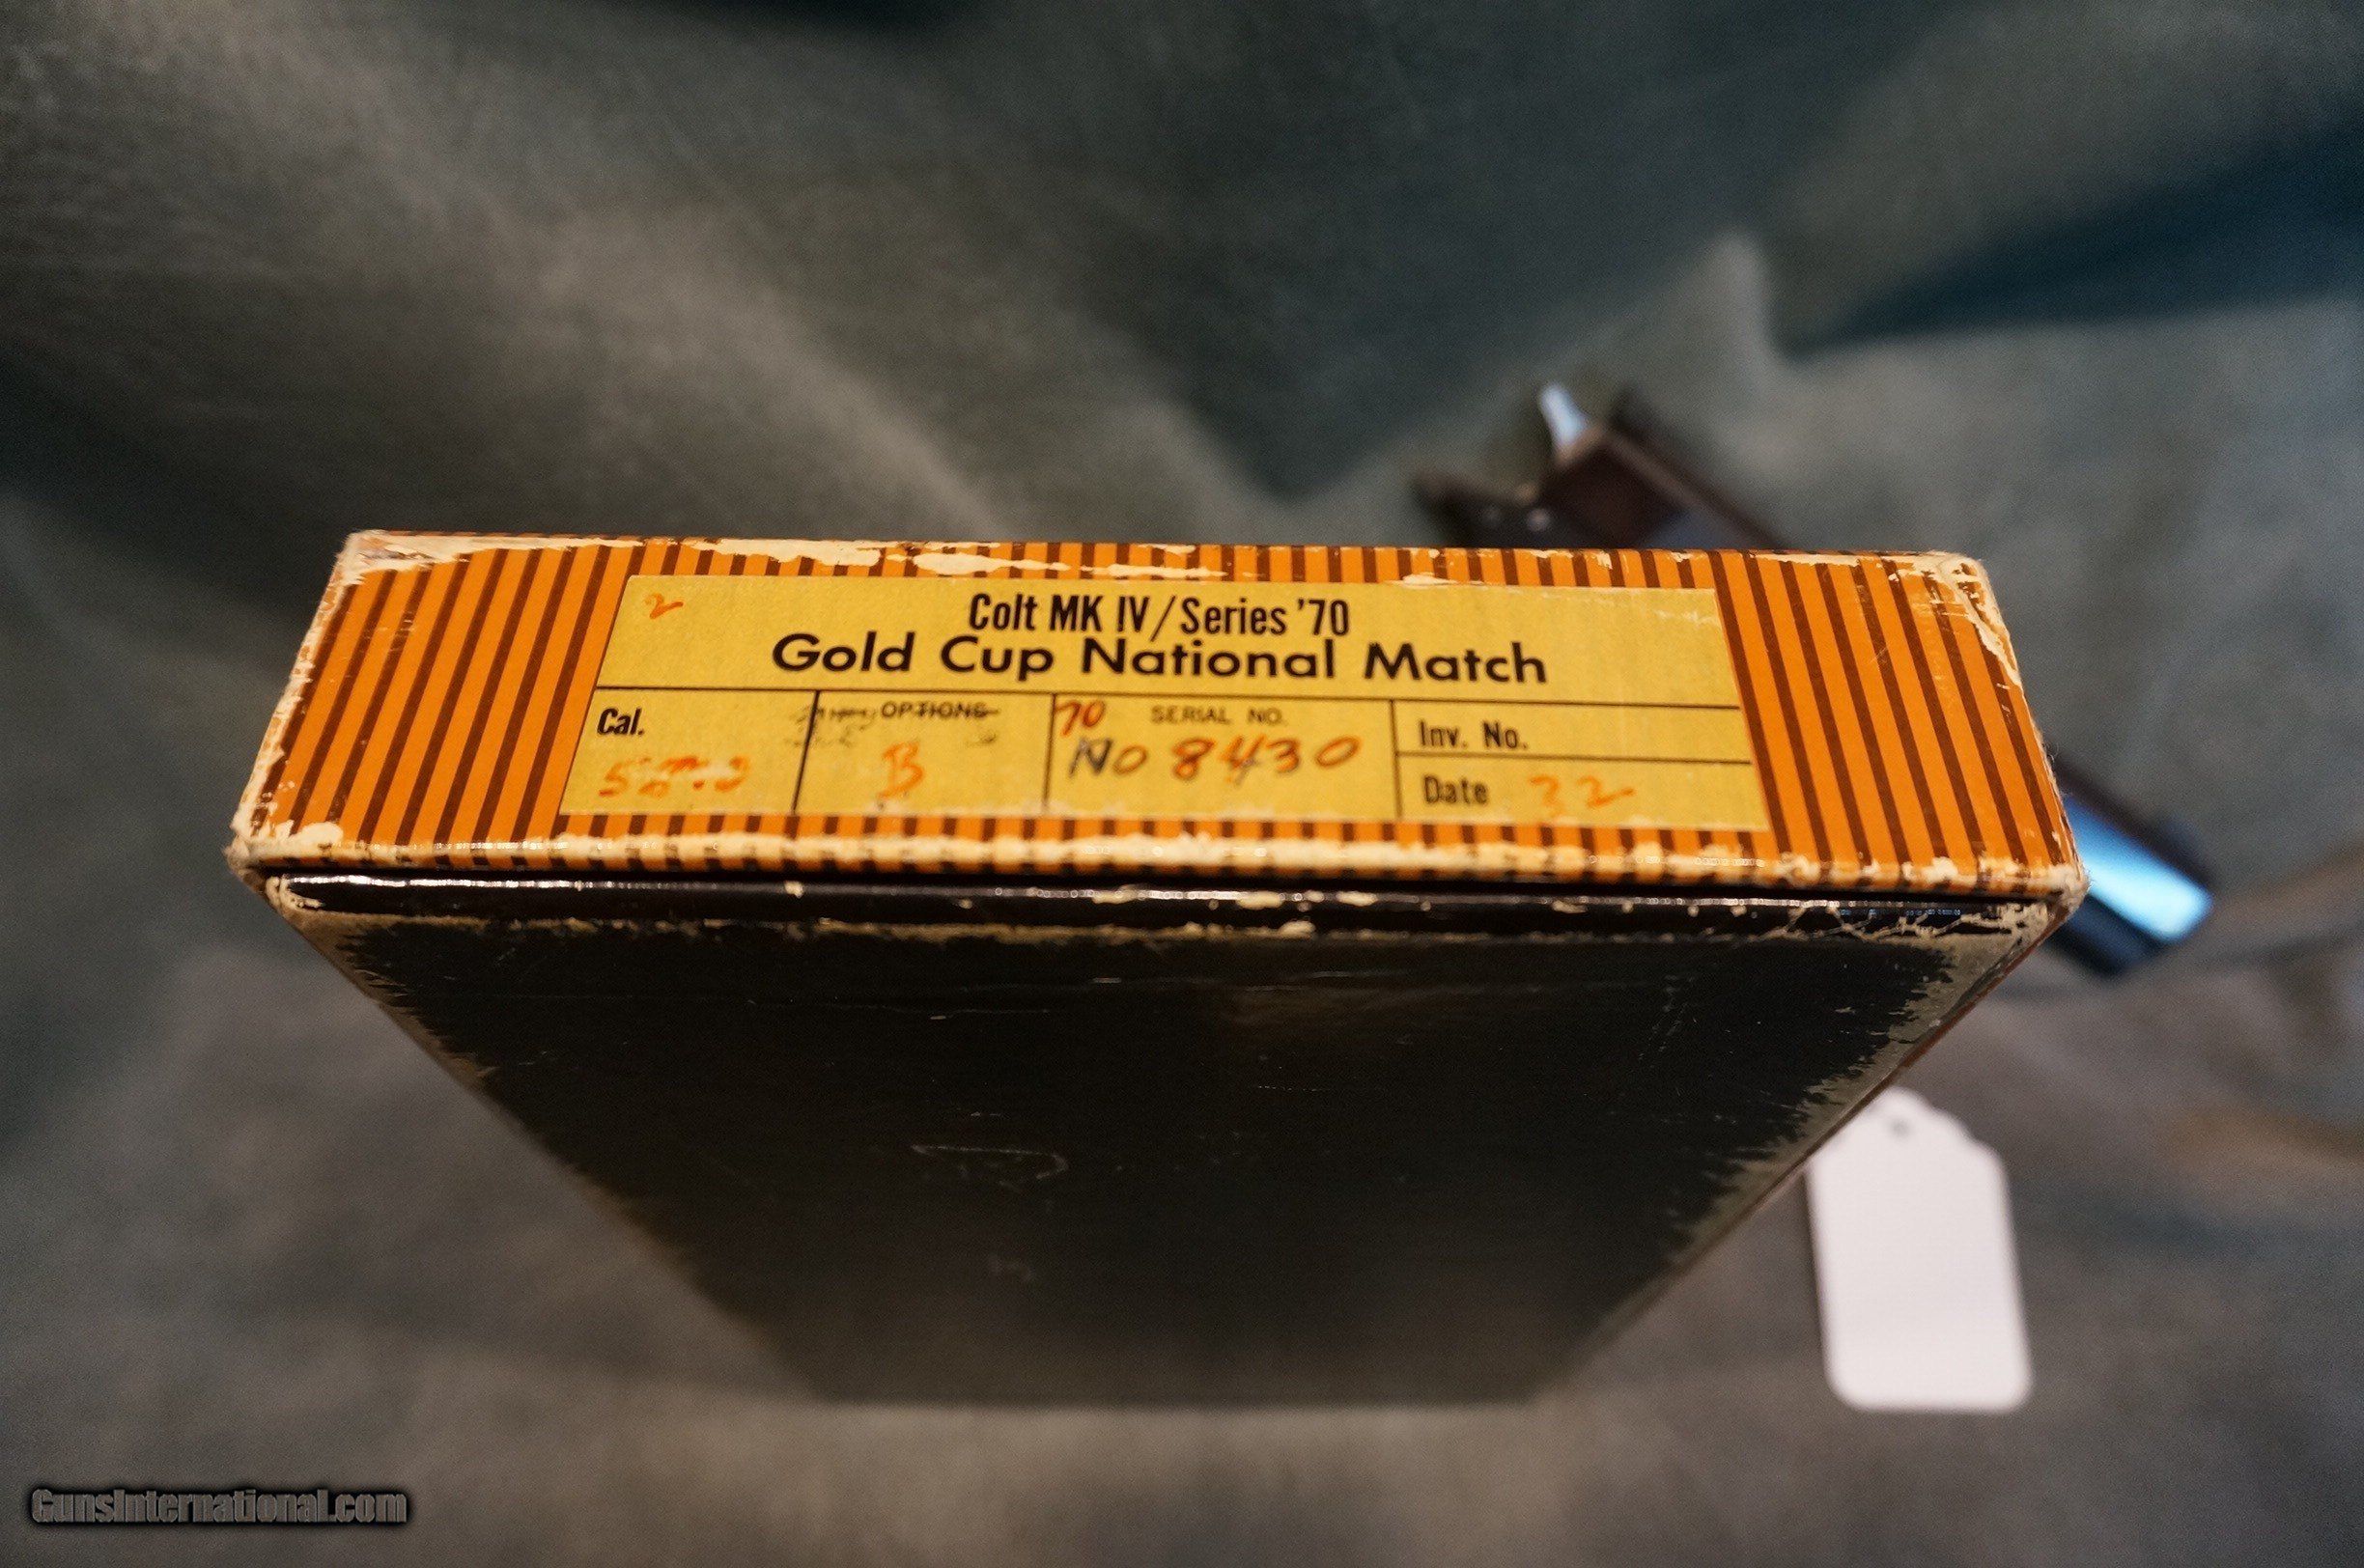 2
Colt MK IV/Series '70
Gold Cup National Match
Cal.
OPTIONS
B
70 SERIAL NO.
No 8430
Inv. No.
Date 32
GunsInternational.com